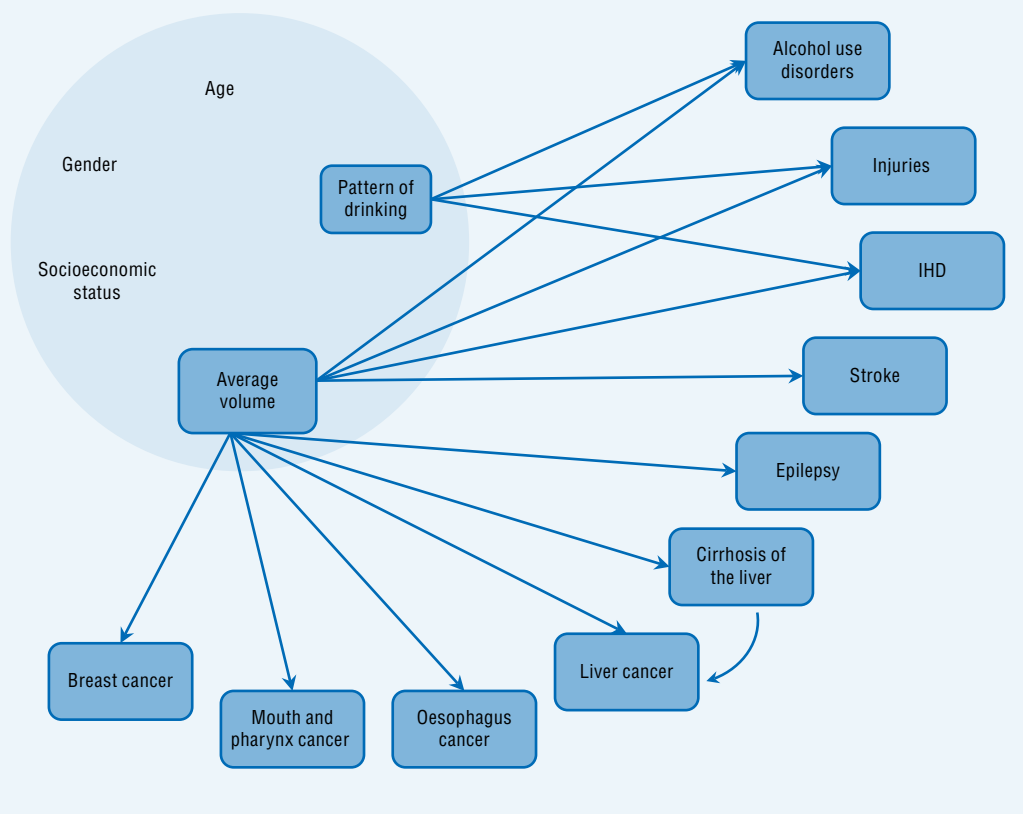 Age
Gender
Socioeconomic
status
Pattern of
drinking
Average
volume
Alcohol use
disorders
Injuries
IHD
Stroke
Epilepsy
Cirrhosis of
the liver
Liver cancer
Oesophagus
cancer
Mouth and
pharynx cancer
Breast cancer